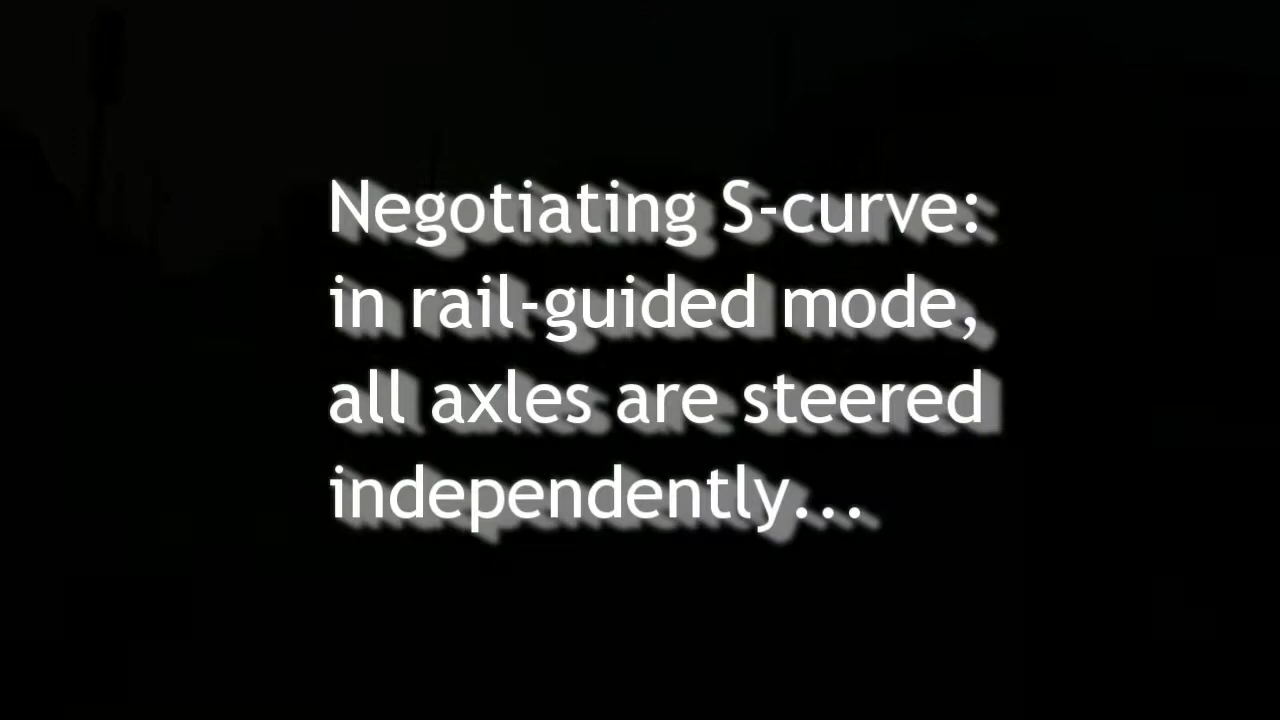 Negotiating S-curve:
in rail-guided mode,
all axles are steered
independently...